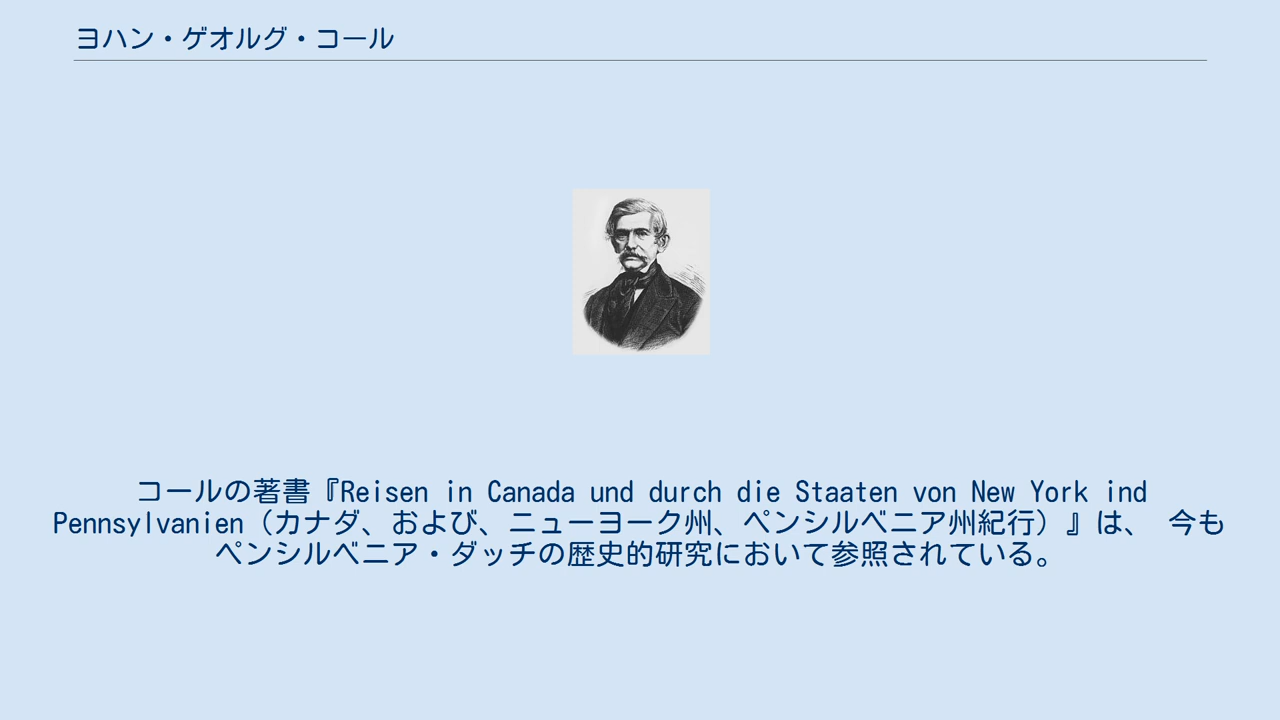 ヨハン・ゲオルグ・コール
コールの著書『Reisen in Canada und durch die Staaten von New York ind
Pennsylvanien（カナダ、および、ニューヨーク州、ペンシルベニア州紀行）』は、 今も
ペンシルベニア・ダッチの歴史的研究において参照されている。